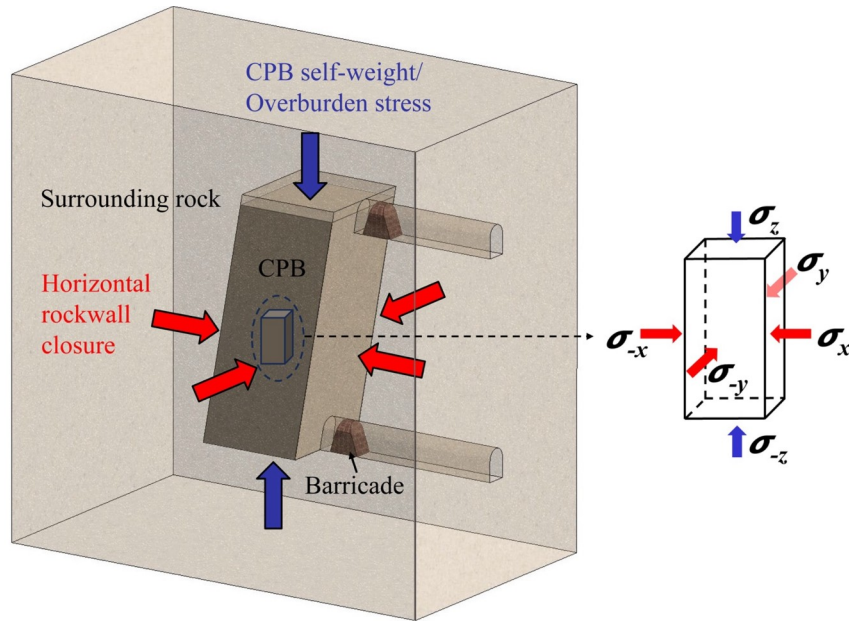 CPB self-weight/
Overburden stress
Surrounding rock
CPB
Horizontal
rockwall
closure
Barricade
σz
σy
σ-x
σx
σ-y
σ-z